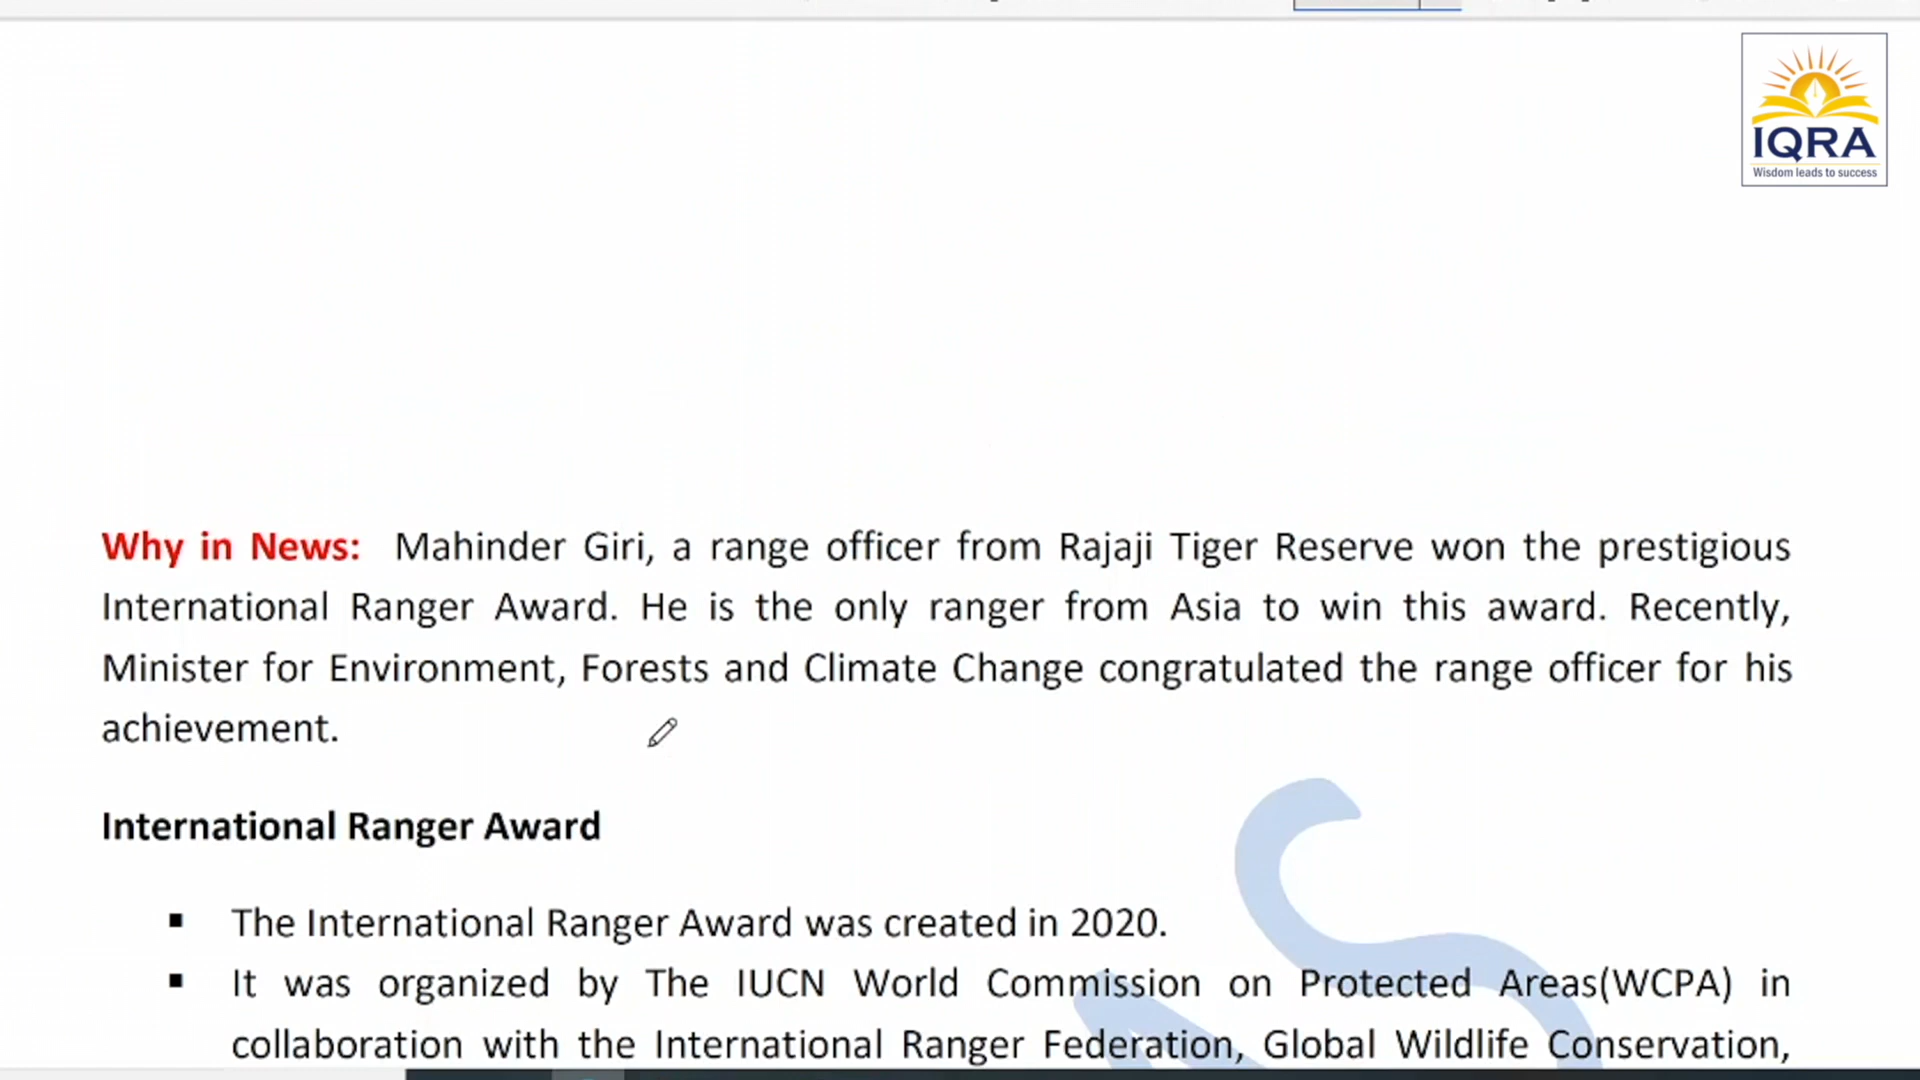 IQRA
Wisdom leads to success
Why in News: Mahinder Giri, a range officer from Rajaji Tiger Reserve won the prestigious
International Ranger Award. He is the only ranger from Asia to win this award. Recently,
Minister for Environment, Forests and Climate Change congratulated the range officer for his
achievement.
International Ranger Award
▪ The International Ranger Award was created in 2020.
▪ It was organized by The IUCN World Commission on Protected Areas(WCPA) in
collaboration with the International Ranger Federation, Global Wildlife Conservation,